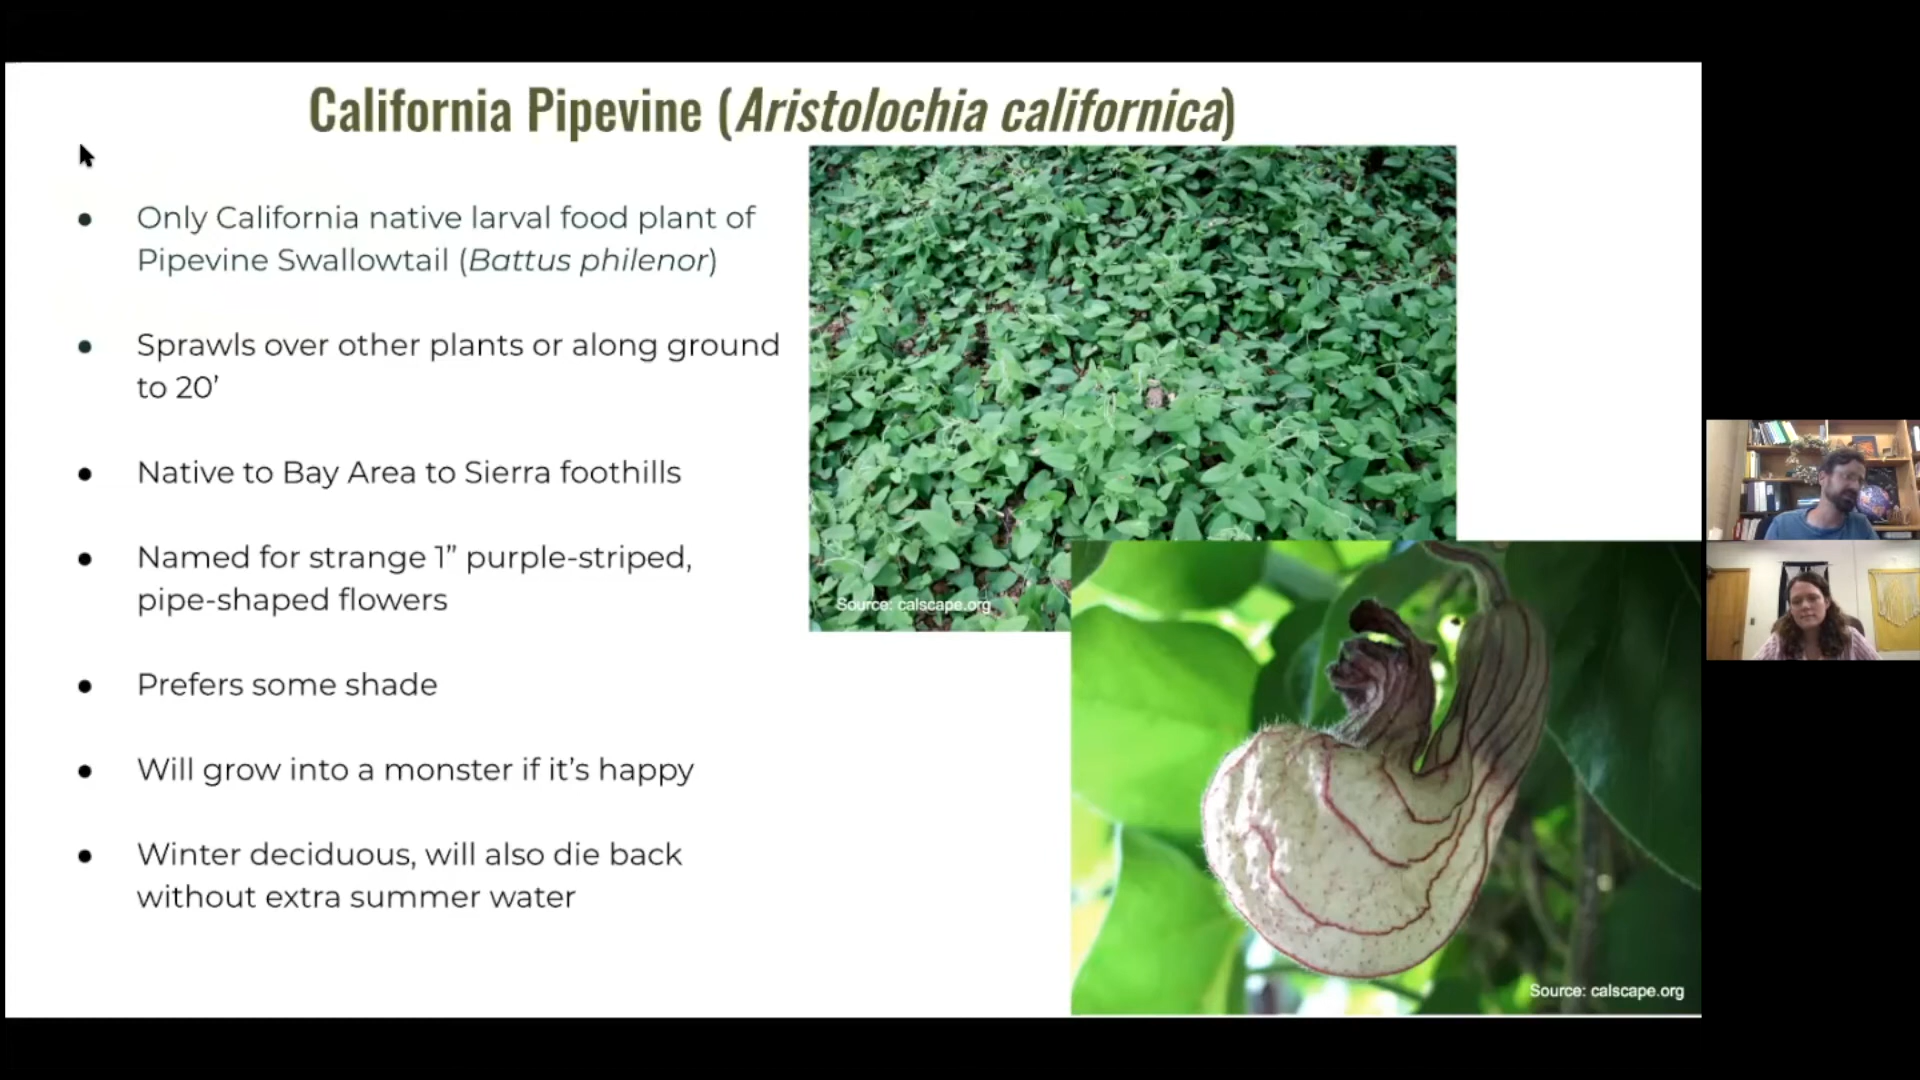 California Pipevine (Aristolochia californica)
• Only California native larval food plant of
Pipevine Swallowtail (Battus philenor)
• Sprawls over other plants or along ground
to 20’
• Native to Bay Area to Sierra foothills
• Named for strange 1” purple-striped,
pipe-shaped flowers
• Prefers some shade
• Will grow into a monster if it’s happy
• Winter deciduous, will also die back
without extra summer water
Source: calscape.org
Source: calscape.org